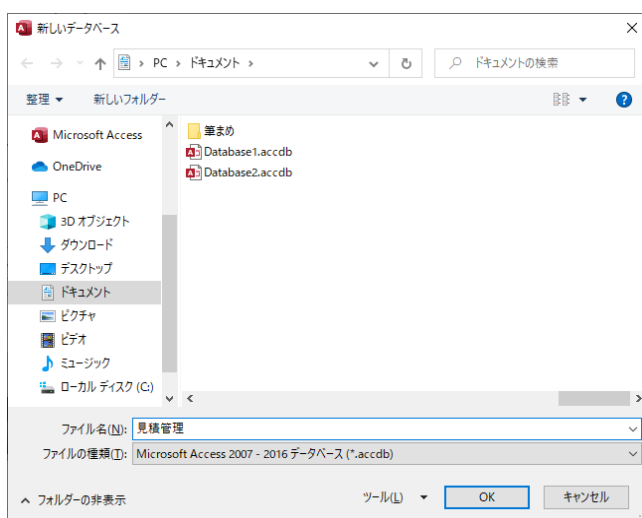 新しいデータベース
PC › ドキュメント ›
ドキュメントの検索
整理
新しいフォルダー
Microsoft Access
OneDrive
PC
3D オブジェクト
ダウンロード
デスクトップ
ドキュメント
ピクチャ
ビデオ
ミュージック
ローカル ディスク (C:)
筆まめ
Database1.accdb
Database2.accdb
ファイル名(N): 見積管理
ファイルの種類(T): Microsoft Access 2007 - 2016 データベース (*.accdb)
フォルダーの非表示
ツール(L)
OK
キャンセル